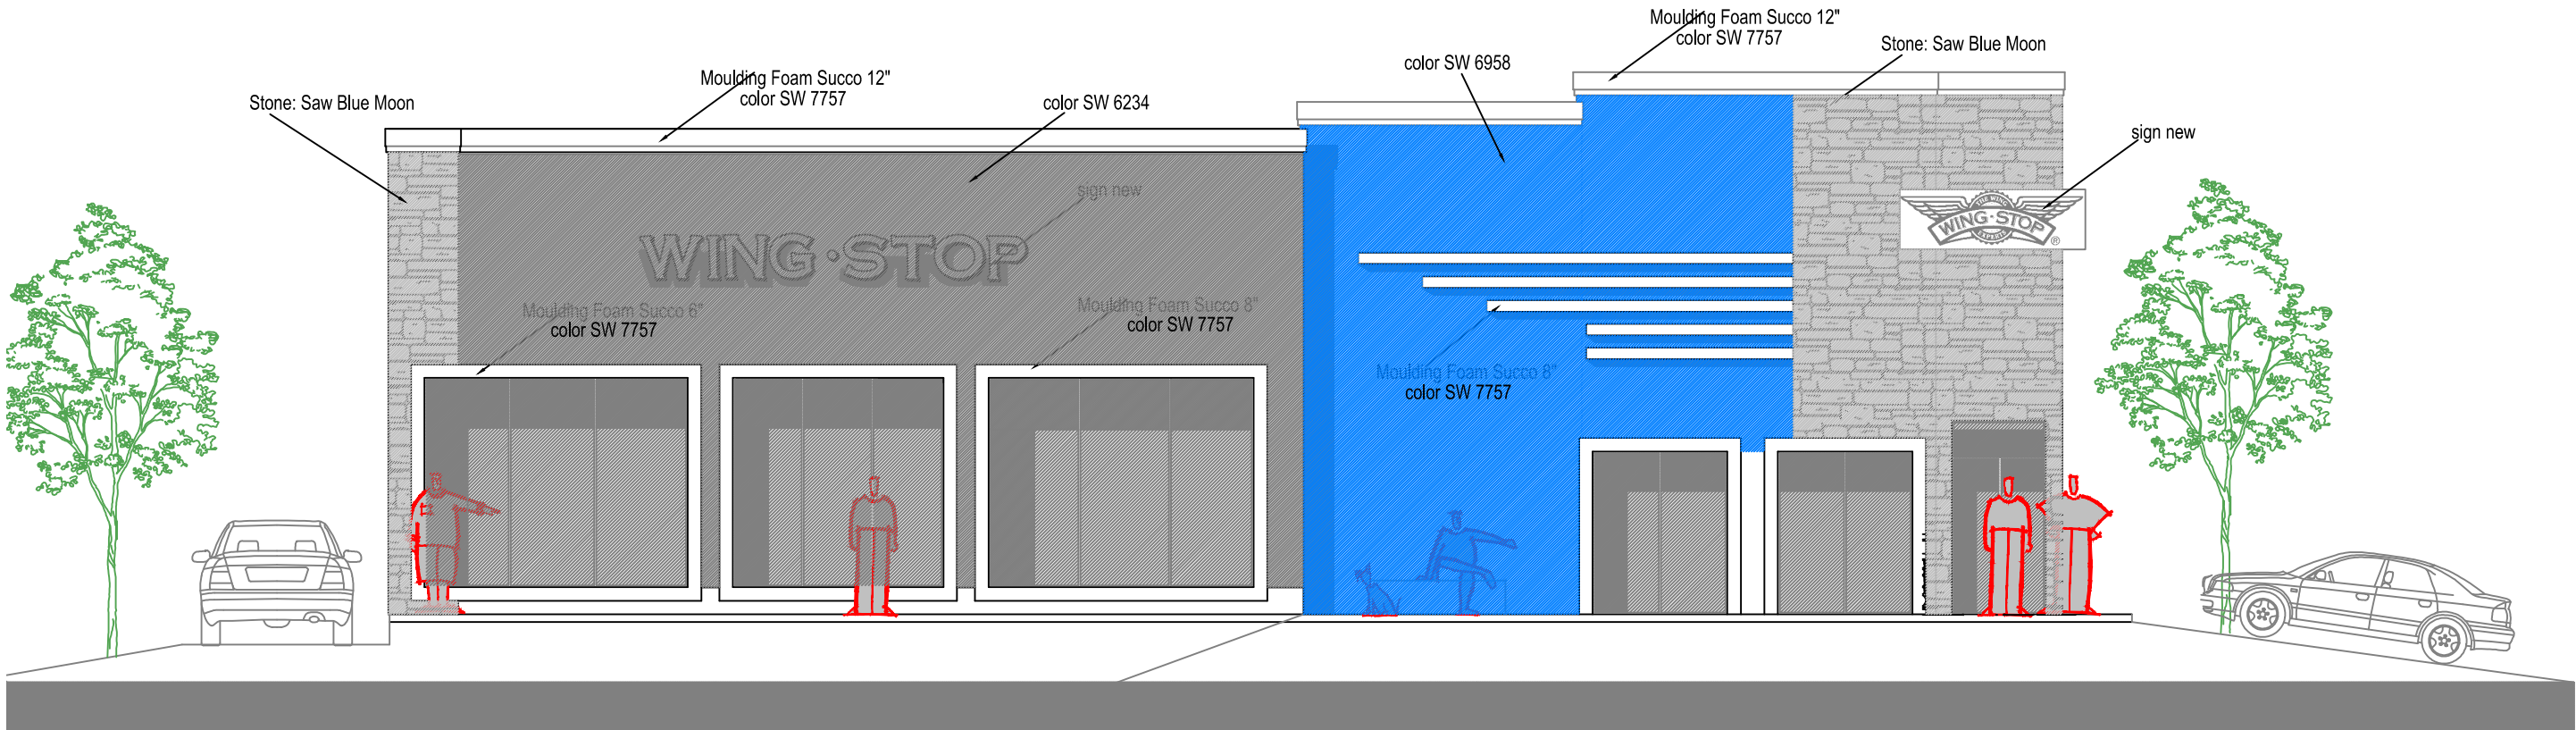 Moulding Foam Succo 12"
color SW 7757
Stone: Saw Blue Moon
color SW 6958
Moulding Foam Succo 12"
color SW 7757
Stone: Saw Blue Moon
color SW 6234
sign new
sign new
WING·STOP
THE WING
WING·STOP
EXPERTS
®
Moulding Foam Succo 6"
color SW 7757
Moulding Foam Succo 8"
color SW 7757
Moulding Foam Succo 8"
color SW 7757